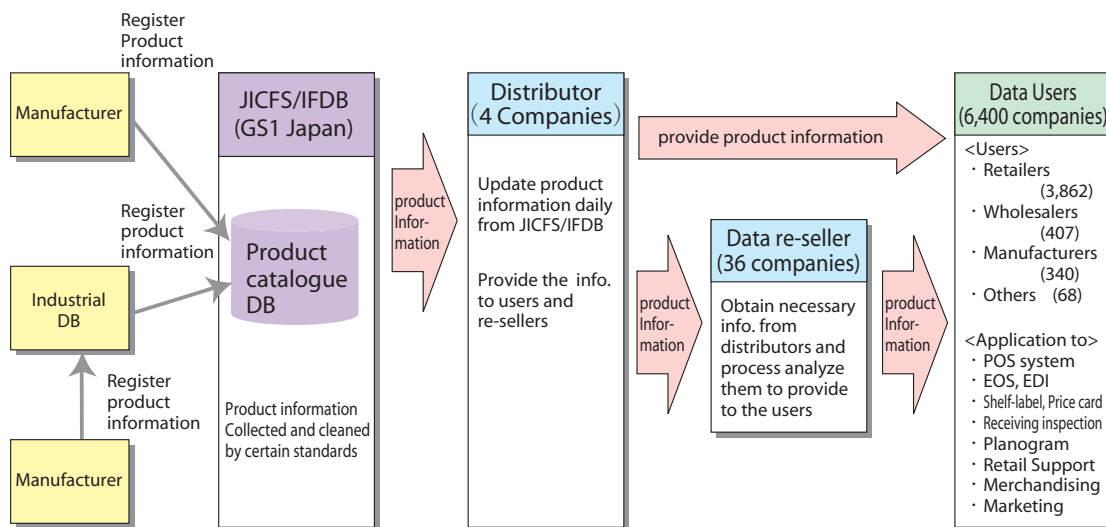 Register
Product
information
Manufacturer
Register
product
information
Industrial
DB
Register
product
information
Manufacturer
JICFS/IFDB
(GS1 Japan)
Product
catalogue
DB
Product information
Collected and cleaned
by certain standards
product
Infor-
mation
Distributor
(4 Companies)
Update product
information daily
from JICFS/IFDB
Provide the info.
to users and
re-sellers
provide product information
product
Infor-
mation
Data re-seller
(36 companies)
Obtain necessary
info. from
distributors and
process analyze
them to provide
to the users
product
Infor-
mation
Data Users
(6,400 companies)
<Users>
・ Retailers
(3,862)
・ Wholesalers
(407)
・ Manufacturers
(340)
・ Others (68)
<Application to>
・ POS system
・ EOS, EDI
・ Shelf-label, Price card
・ Receiving inspection
・ Planogram
・ Retail Support
・ Merchandising
・ Marketing